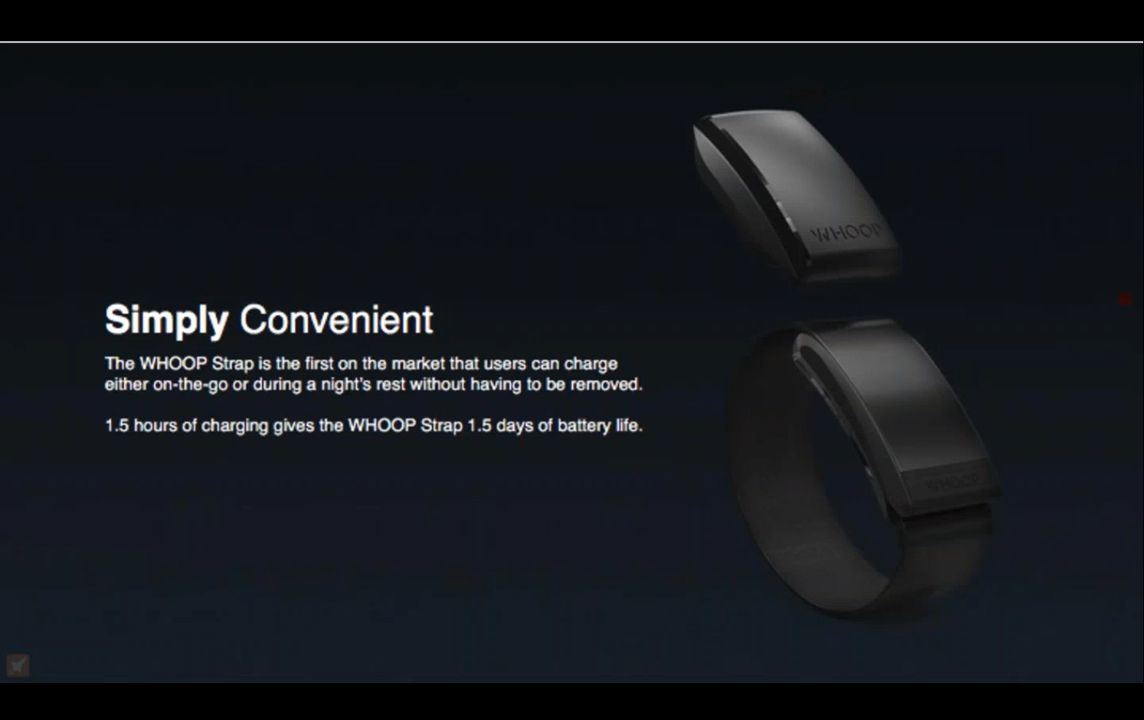 WHOOP
Simply Convenient
The WHOOP Strap is the first on the market that users can charge
either on-the-go or during a night's rest without having to be removed.
1.5 hours of charging gives the WHOOP Strap 1.5 days of battery life.
WHOOP